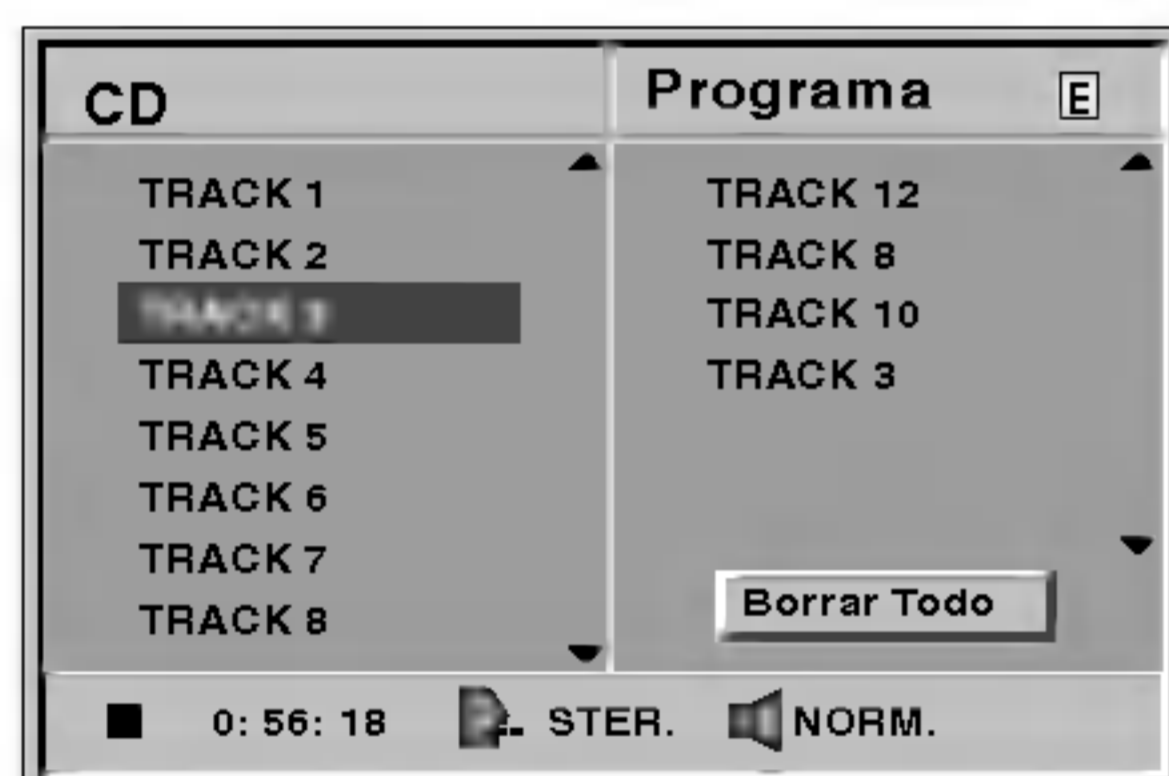 CD
TRACK 1
TRACK 2
TRACK 4
TRACK 5
TRACK 6
TRACK 7
TRACK 8
Programa E
TRACK 12
TRACK 8
TRACK 10
TRACK 3
Borrar Todo
0: 56: 18 STER. NORM.